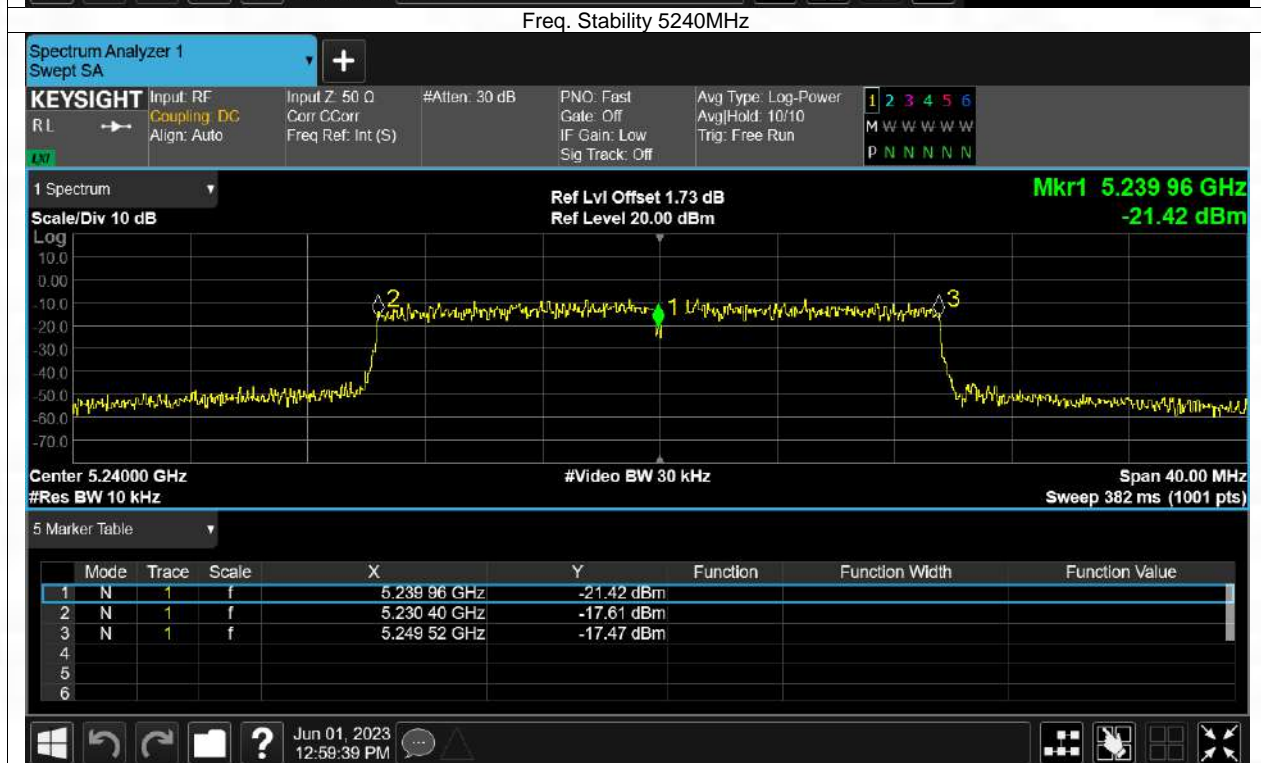 Freq. Stability 5240MHz
Spectrum Analyzer 1
Swept SA
+
KEYSIGHT Input: RF Input Z: 50 Ω #Atten: 30 dB PNO: Fast Avg Type: Log-Power 1 2 3 4 5 6
RL Coupling: DC Corr CCorr Gate: Off Avg|Hold: 10/10 M W W W W W
Align: Auto Freq Ref: Int (S) IF Gain: Low Trig: Free Run
LXI Sig Track: Off P N N N N N
1 Spectrum Ref Lvl Offset 1.73 dB Mkr1 5.239 96 GHz
Scale/Div 10 dB Ref Level 20.00 dBm -21.42 dBm
Log
10.0
0.00
-10.0 2 1 3
-20.0
-30.0
-40.0
-50.0
-60.0
-70.0
Center 5.24000 GHz #Video BW 30 kHz Span 40.00 MHz
#Res BW 10 kHz Sweep 382 ms (1001 pts)
5 Marker Table
Mode Trace Scale X Y Function Function Width Function Value
1 N 1 f 5.239 96 GHz -21.42 dBm
2 N 1 f 5.230 40 GHz -17.61 dBm
3 N 1 f 5.249 52 GHz -17.47 dBm
4
5
6
? Jun 01, 2023
12:59:39 PM